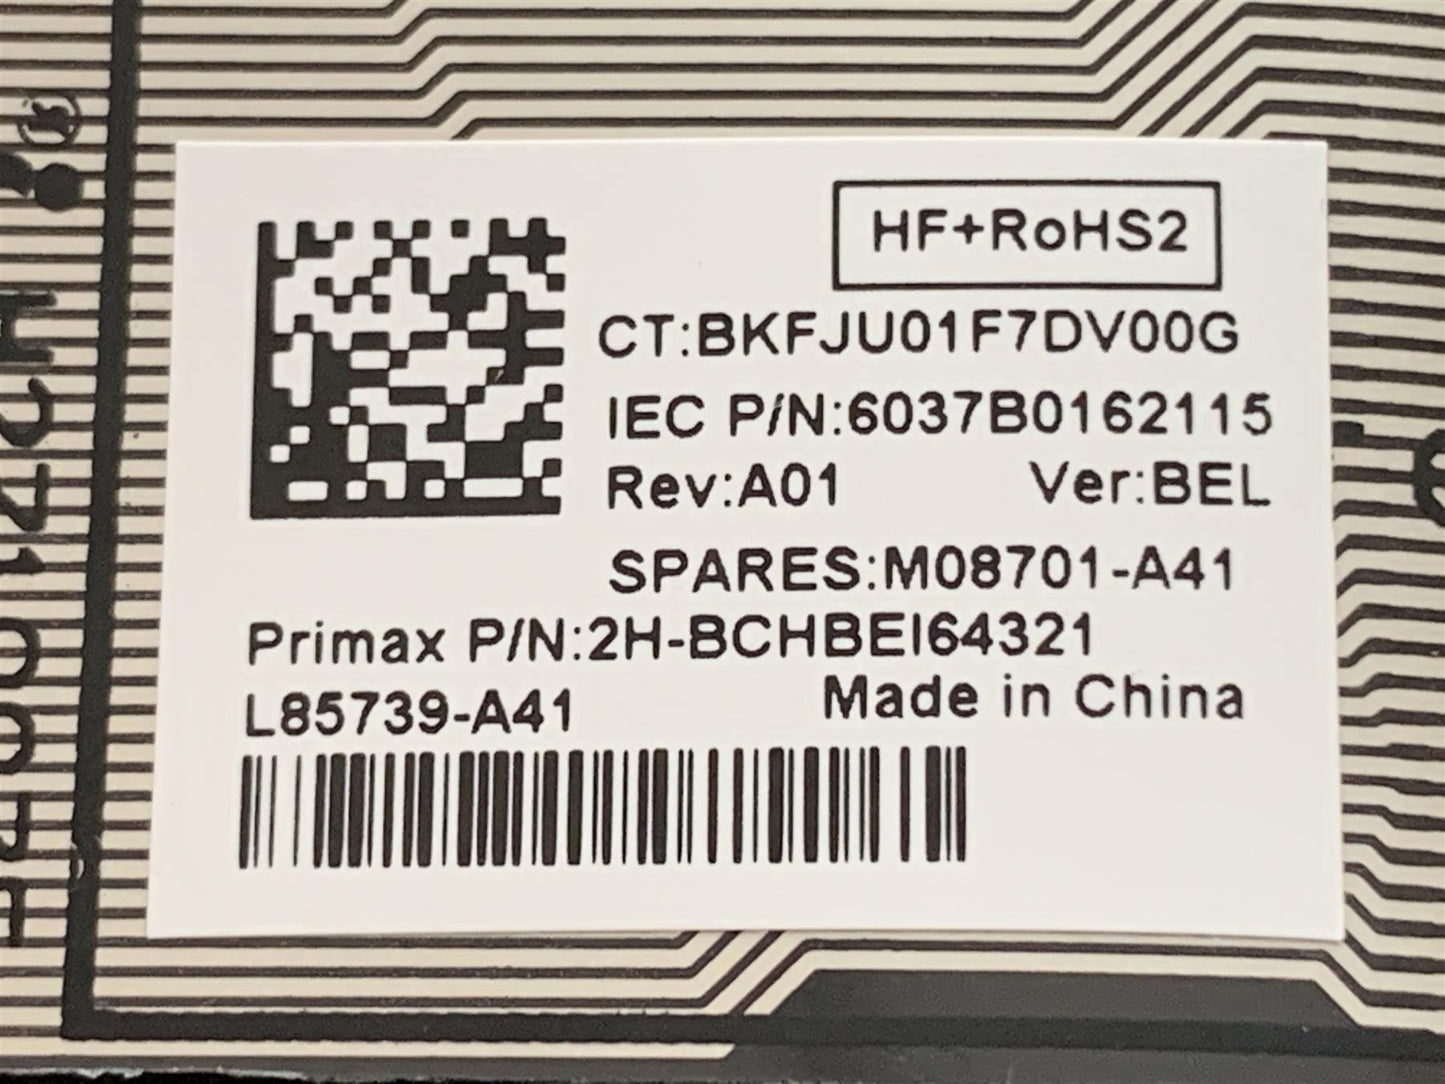 HF+RoHS2
CT:BKFJU01F7DV00G
IEC P/N:6037B0162115
Rev:A01 Ver:BEL
SPARES:M08701-A41
Primax P/N:2H-BCHBEI64321
L85739-A41 Made in China